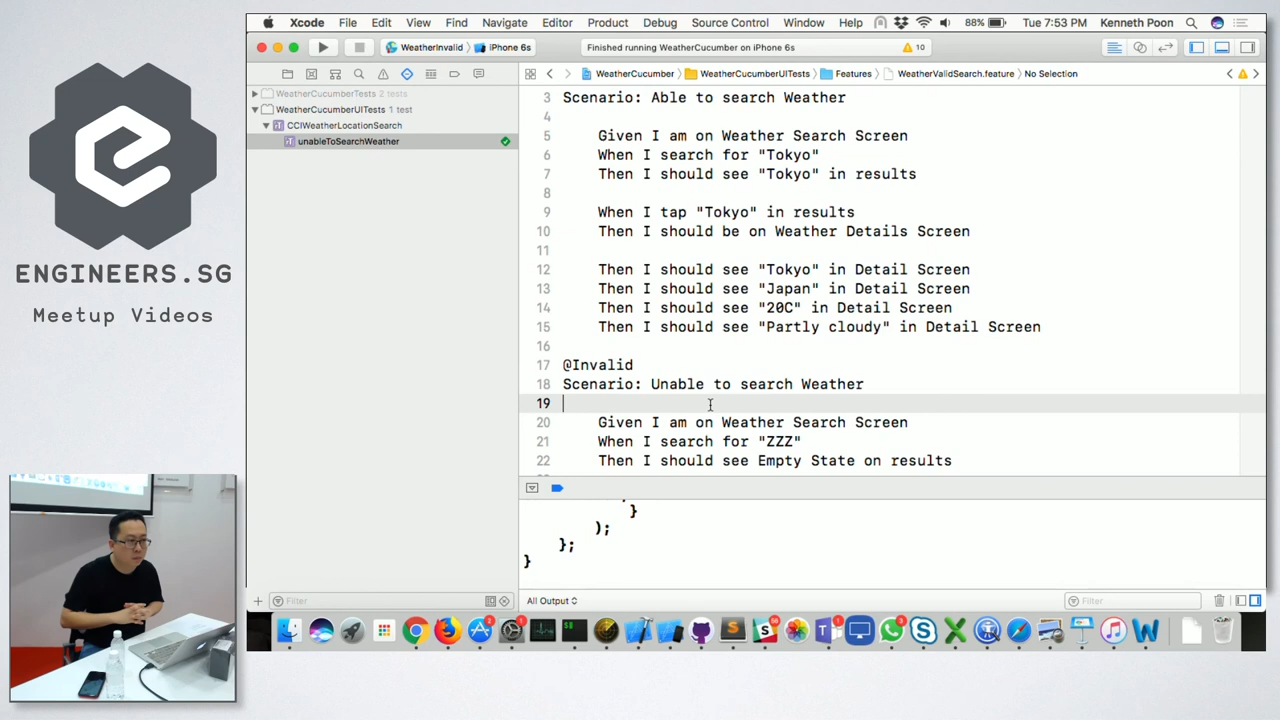 Xcode File Edit View Find Navigate Editor Product Debug Source Control Window Help 88% Tue 7:53 PM Kenneth Poon
WeatherInvalid iPhone 6s Finished running WeatherCucumber on iPhone 6s 10
WeatherCucumber WeatherCucumberUITests Features WeatherValidSearch.feature No Selection
WeatherCucumberTests 2 tests
WeatherCucumberUITests 1 test
CCIWeatherLocationSearch
unableToSearchWeather
3 Scenario: Able to search Weather
4
5 Given I am on Weather Search Screen
6 When I search for "Tokyo"
7 Then I should see "Tokyo" in results
8
9 When I tap "Tokyo" in results
10 Then I should be on Weather Details Screen
11
12 Then I should see "Tokyo" in Detail Screen
13 Then I should see "Japan" in Detail Screen
14 Then I should see "20C" in Detail Screen
15 Then I should see "Partly cloudy" in Detail Screen
16
17 @Invalid
18 Scenario: Unable to search Weather
19
20 Given I am on Weather Search Screen
21 When I search for "ZZZ"
22 Then I should see Empty State on results
}
);
};
}
Filter
All Output
Filter
ENGINEERS.SG
Meetup Videos